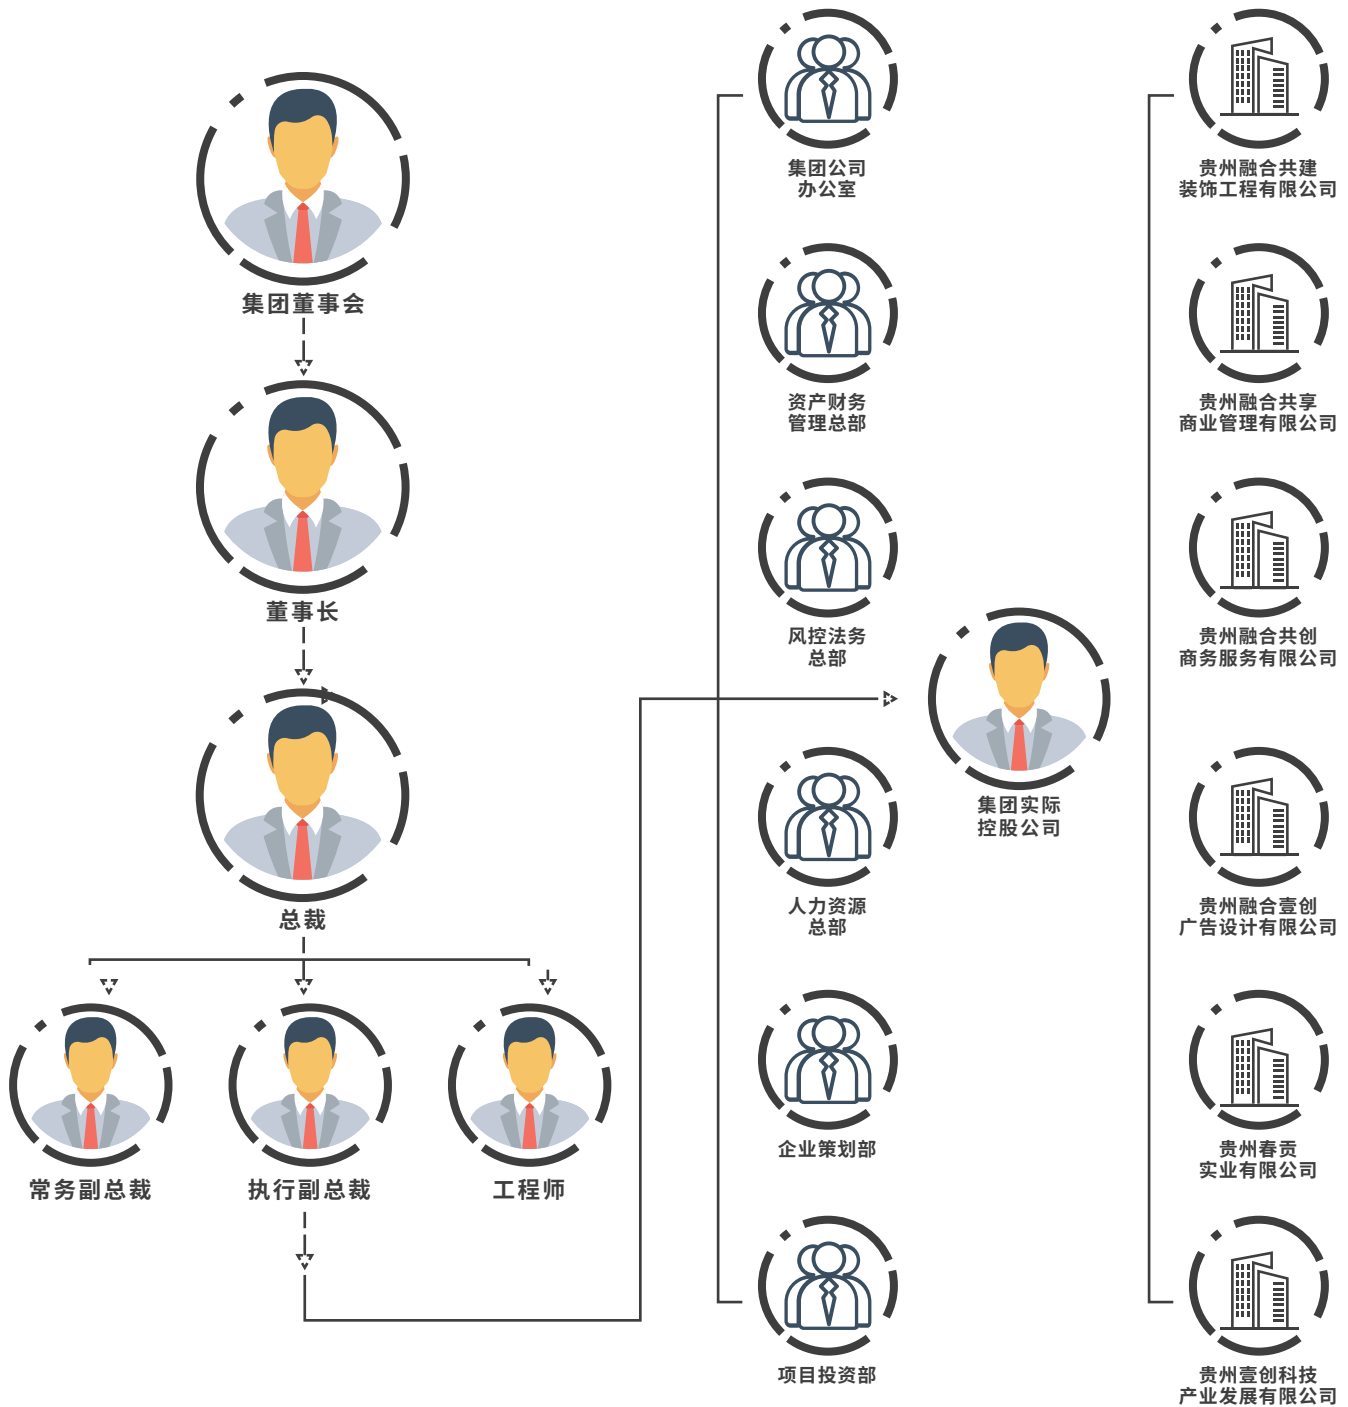 集团董事会
董事长
总裁
常务副总裁
执行副总裁
工程师
集团公司
办公室
资产财务
管理总部
风控法务
总部
人力资源
总部
企业策划部
项目投资部
集团实际
控股公司
贵州融合共建
装饰工程有限公司
贵州融合共享
商业管理有限公司
贵州融合共创
商务服务有限公司
贵州融合壹创
广告设计有限公司
贵州春贡
实业有限公司
贵州壹创科技
产业发展有限公司